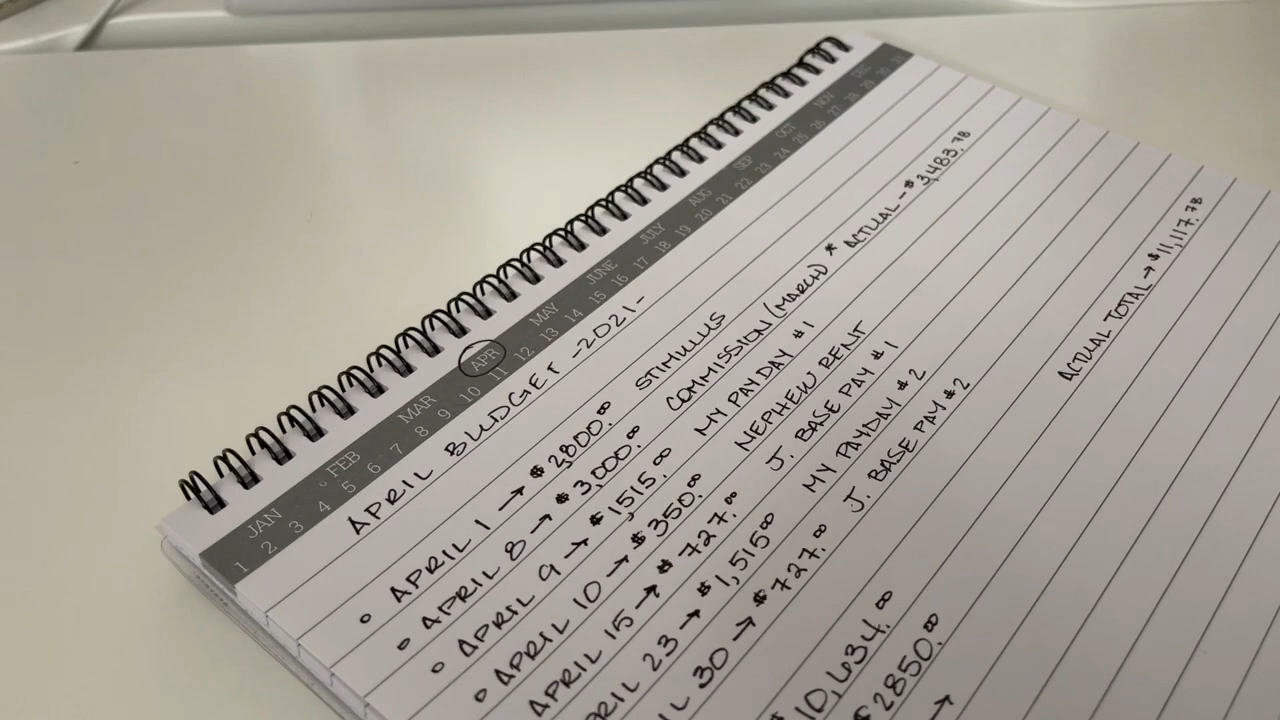 JAN FEB MAR APR MAY JUNE JULY AUG SEP OCT NOV DEC
1 2 3 4 5 6 7 8 9 10 11 12 13 14 15 16 17 18 19 20 21 22 23 24 25 26 27 28 29 30 31
APRIL BUDGET -2021-
APRIL 1 → $2,800.00 STIMULUS
APRIL 8 → $3,000.00 COMMISSION (MARCH) * ACTUAL - $3,483.78
APRIL 9 → $1,515.00 MY PAYDAY #1
APRIL 10 → $350.00 NEPHEW RENT
APRIL 15 → $727.00 J. BASE PAY #1
APRIL 23 → $1,515.00 MY PAYDAY #2
IL 30 → $727.00 J. BASE PAY #2
$10,634.00 ACTUAL TOTAL → $11,117.78
$2850.00
→